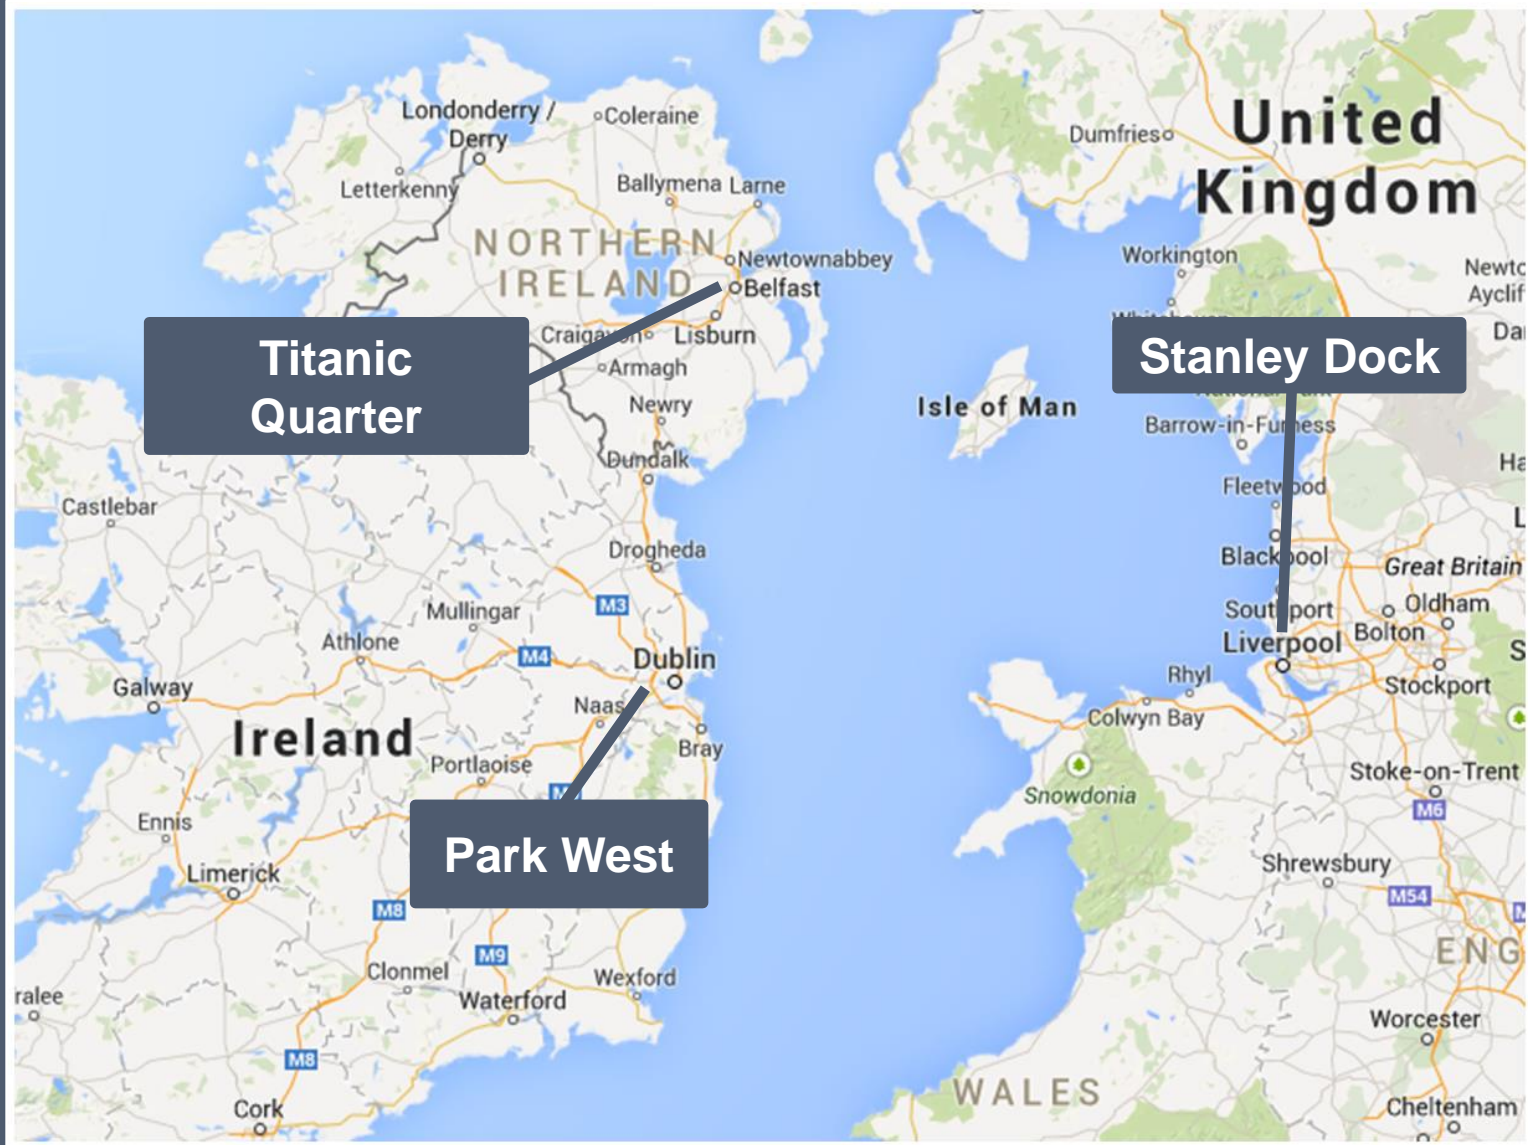 Londonderry /
Derry
Coleraine
Dumfries
United
Kingdom
Letterkenny
Ballymena
Larne
NORTHERN
IRELAND
Newtownabbey
Belfast
Workington
Titanic
Quarter
Craigavon
Lisburn
Armagh
Newry
Dundalk
Isle of Man
Stanley Dock
Barrow-in-Furness
Fleetwood
Blackpool
Great Britain
Castlebar
Drogheda
Mullingar
M3
Athlone
M4
Dublin
Southport
Liverpool
Oldham
Bolton
Stockport
Galway
Naas
Rhyl
Colwyn Bay
Ireland
Portlaoise
Bray
Snowdonia
Stoke-on-Trent
M6
Ennis
Park West
Shrewsbury
Limerick
M8
M54
ENG
M9
Clonmel
Wexford
ralee
Waterford
Worcester
M8
WALES
Cork
Cheltenham